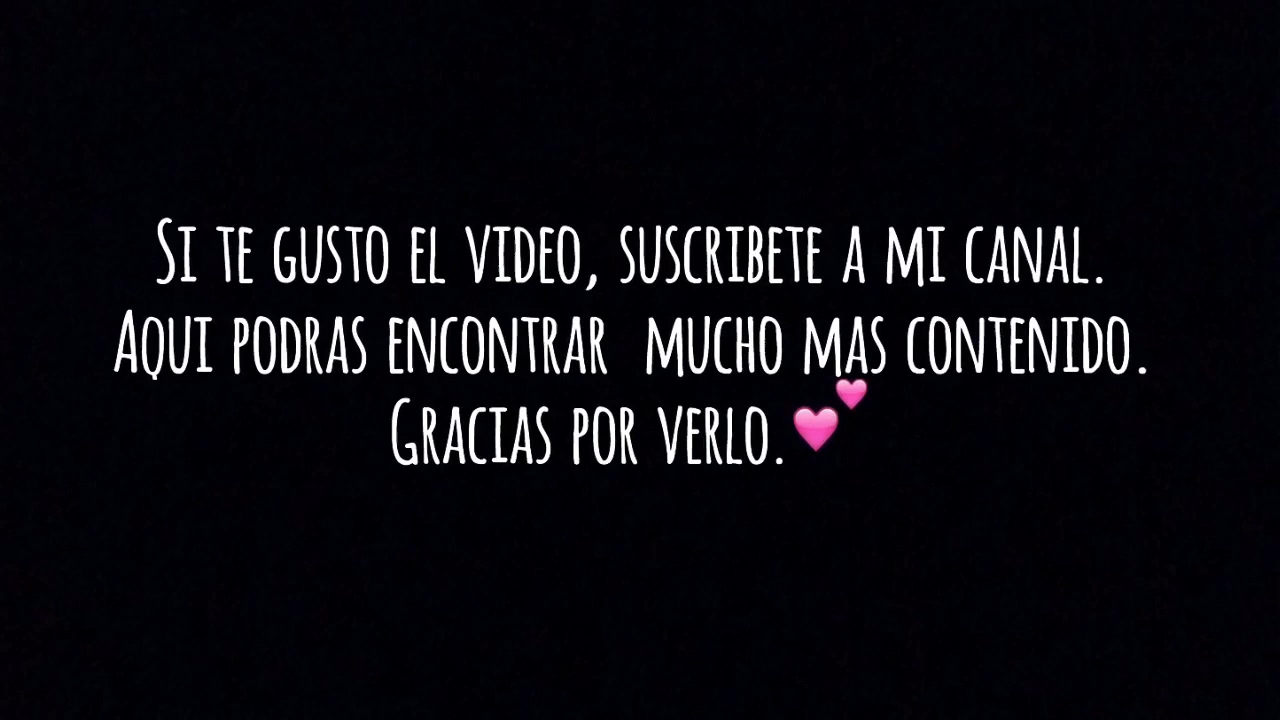 Si te gusto el video, suscribete a mi canal.
Aqui podras encontrar  mucho mas contenido.
Gracias por verlo.💕